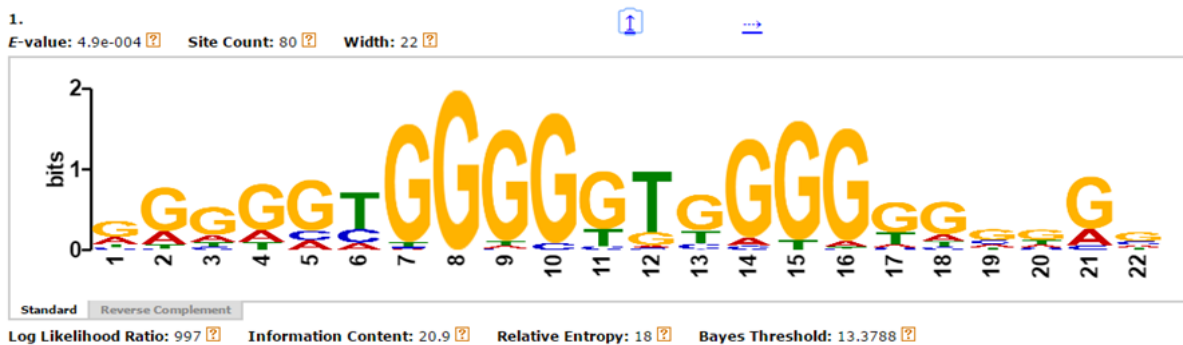 1.
E-value: 4.9e-004 ? Site Count: 80 ? Width: 22 ?
2
bits
1
0
GGGGGTGGGGGTGGGGGGGGGG
1 2 3 4 5 6 7 8 9 10 11 12 13 14 15 16 17 18 19 20 21 22
Standard Reverse Complement
Log Likelihood Ratio: 997 ? Information Content: 20.9 ? Relative Entropy: 18 ? Bayes Threshold: 13.3788 ?